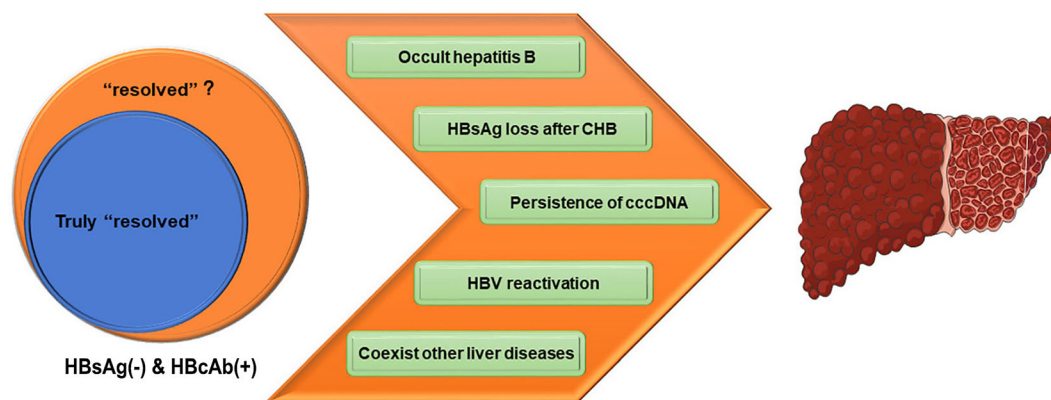 "resolved" ?
Truly "resolved"
HBsAg(-) & HBcAb(+)
Occult hepatitis B
HBsAg loss after CHB
Persistence of cccDNA
HBV reactivation
Coexist other liver diseases